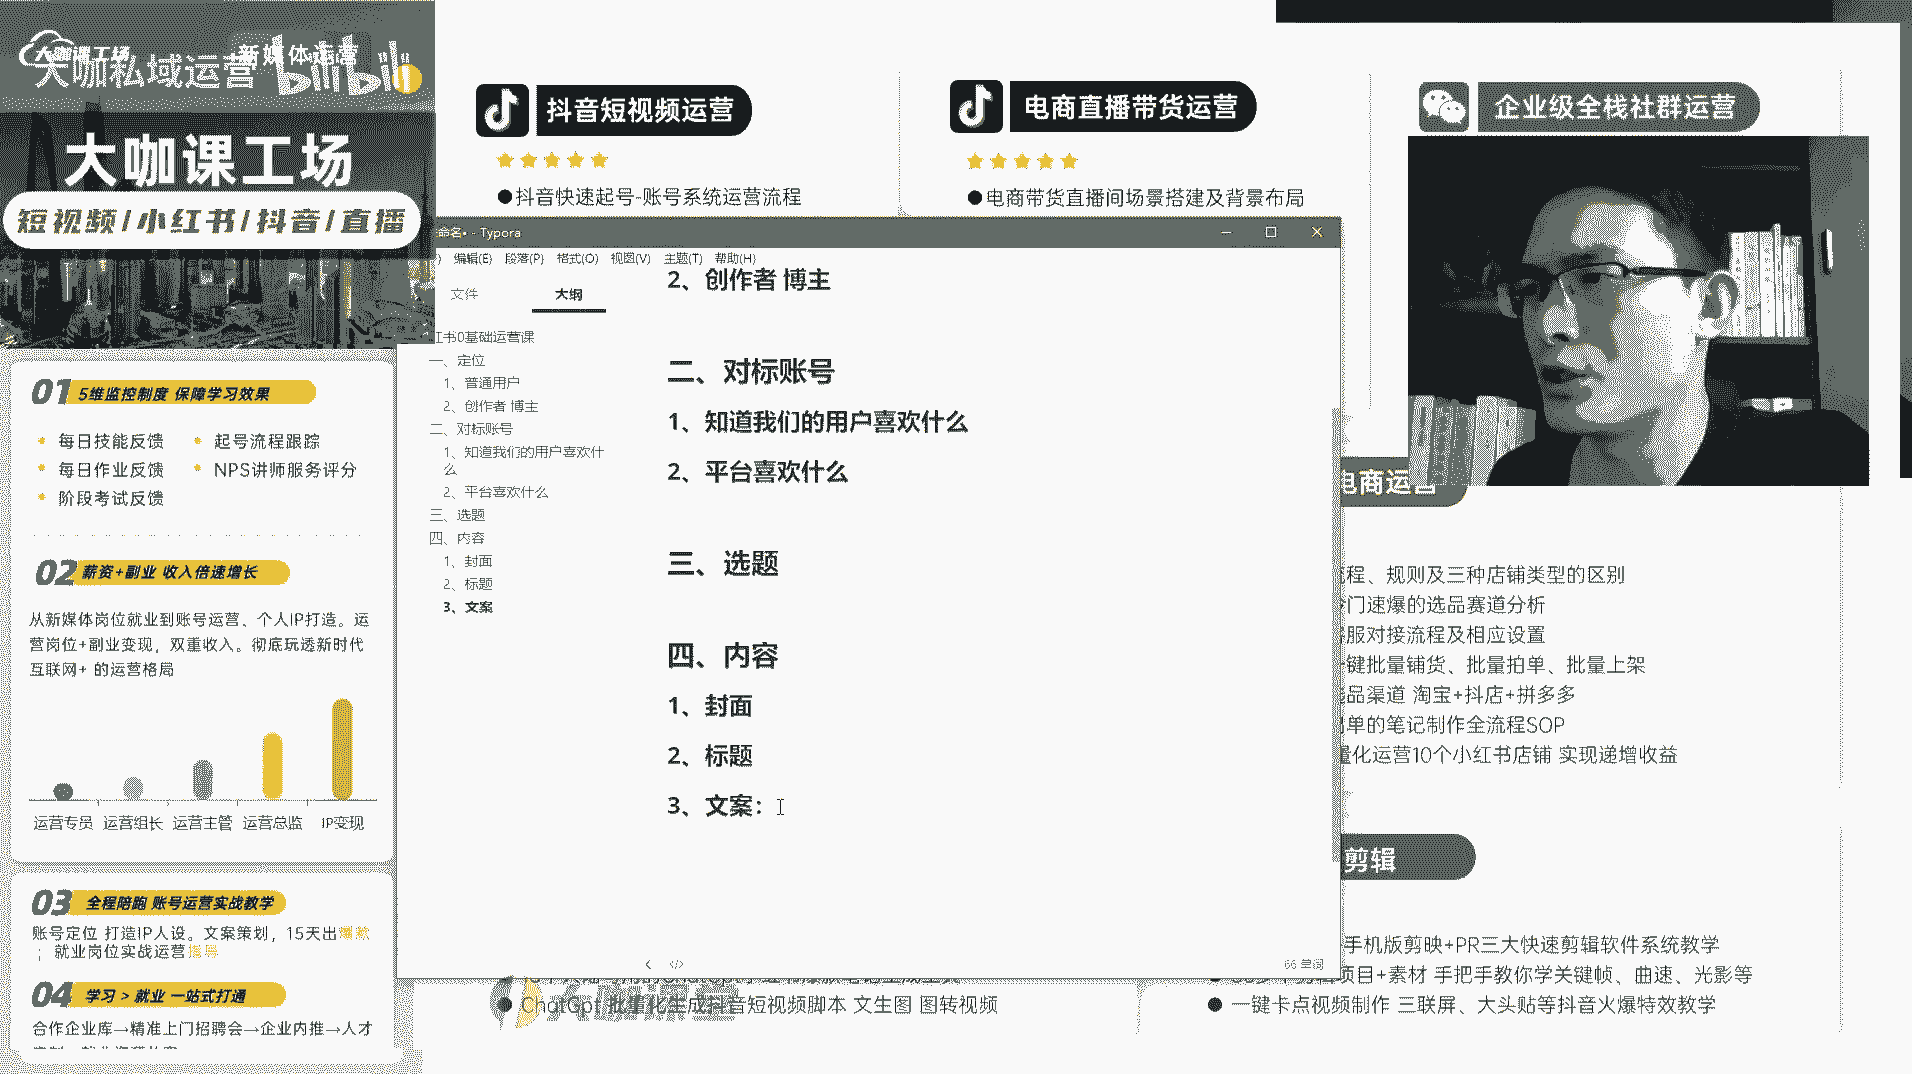 大咖课工场
大咖私域运营
新媒体运营
bilibili
大咖课工场
短视频/小红书/抖音/直播
01 5维监控制度 保障学习效果
每日技能反馈
起号流程跟踪
每日作业反馈
NPS讲师服务评分
阶段考试反馈
02 薪资+副业 收入倍速增长
从新媒体岗位就业到账号运营、个人IP打造。运
营岗位+副业变现，双重收入。彻底玩透新时代
互联网+ 的运营格局
运营专员 运营组长 运营主管 运营总监 IP变现
03 全程陪跑 账号运营实战教学
账号定位 打造IP人设。文案策划，15天出爆款
；就业岗位实战运营指导
04 学习 > 就业 一站式打通
合作企业库→精准上门招聘会→企业内推→人才
抖音短视频运营
●抖音快速起号-账号系统运营流程
电商直播带货运营
●电商带货直播间场景搭建及背景布局
企业级全栈社群运营
命名• - Typora
编辑(E) 段落(P) 格式(O) 视图(V) 主题(T) 帮助(H)
文件 大纲
红书0基础运营课
一、定位
1、普通用户
2、创作者 博主
二、对标账号
1、知道我们的用户喜欢什
么
2、平台喜欢什么
三、选题
四、内容
1、封面
2、标题
3、文案
2、创作者 博主
二、对标账号
1、知道我们的用户喜欢什么
2、平台喜欢什么
三、选题
四、内容
1、封面
2、标题
3、文案：
66 单词
电商运营
程、规则及三种店铺类型的区别
门速爆的选品赛道分析
服对接流程及相应设置
键批量铺货、批量拍单、批量上架
品渠道 淘宝+抖店+拼多多
单的笔记制作全流程SOP
量化运营10个小红书店铺 实现递增收益
剪辑
手机版剪映+PR三大快速剪辑软件系统教学
项目+素材 手把手教你学关键帧、曲速、光影等
●一键卡点视频制作 三联屏、大头贴等抖音火爆特效教学
●ChatGpt 批量化生成抖音短视频脚本 文生图 图转视频